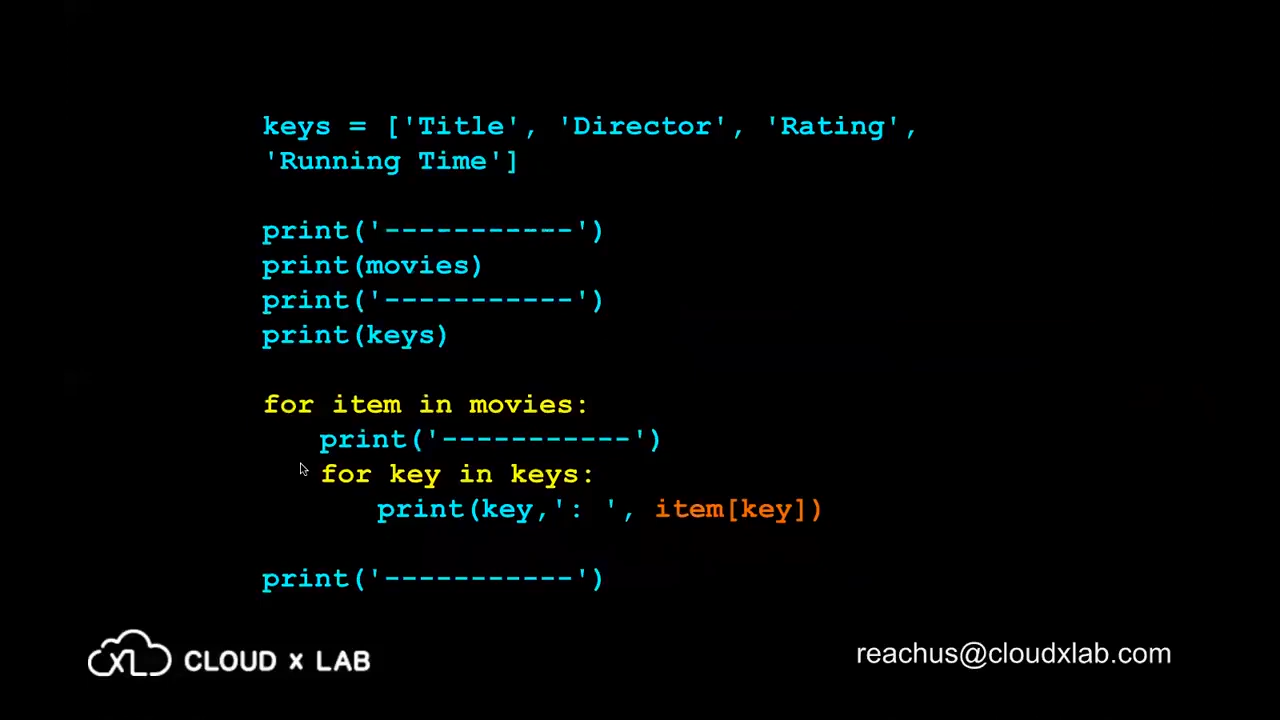 keys = ['Title', 'Director', 'Rating',
'Running Time']
print('-----------')
print(movies)
print('-----------')
print(keys)
for item in movies:
print('-----------')
for key in keys:
print(key,': ', item[key])
print('-----------')
XL CLOUD x LAB
reachus@cloudxlab.com